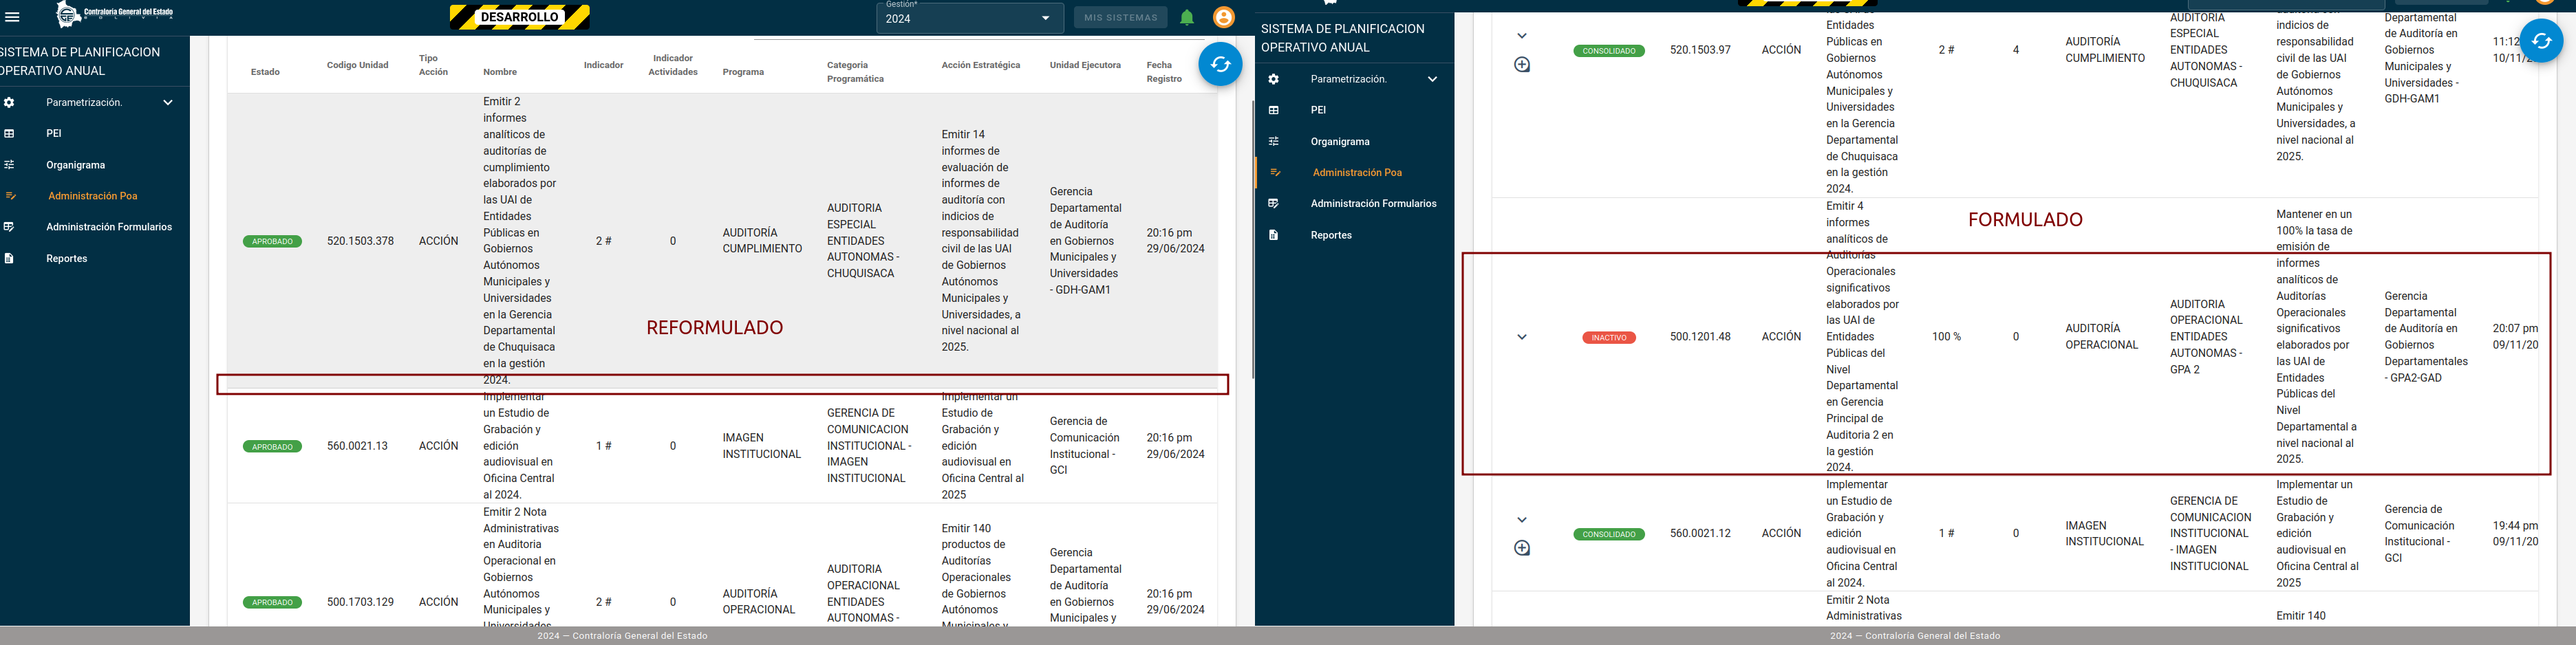 Contraloría General del Estado
BOLIVIA
DESARROLLO
Gestión*
2024
MIS SISTEMAS
SISTEMA DE PLANIFICACION
OPERATIVO ANUAL
Parametrización.
PEI
Organigrama
Administración Poa
Administración Formularios
Reportes
Estado
Codigo Unidad
Tipo
Acción
Nombre
Indicador
Indicador
Actividades
Programa
Categoria
Programática
Acción Estratégica
Unidad Ejecutora
Fecha
Registro
APROBADO
520.1503.378
ACCIÓN
Emitir 2
informes
analíticos de
auditorías de
cumplimiento
elaborados por
las UAI de
Entidades
Públicas en
Gobiernos
Autónomos
Municipales y
Universidades
en la Gerencia
Departamental
de Chuquisaca
en la gestión
2024.
2 #
0
AUDITORÍA
CUMPLIMIENTO
AUDITORIA
ESPECIAL
ENTIDADES
AUTONOMAS -
CHUQUISACA
Emitir 14
informes de
evaluación de
informes de
auditoría con
indicios de
responsabilidad
civil de las UAI
de Gobiernos
Autónomos
Municipales y
Universidades, a
nivel nacional al
2025.
Gerencia
Departamental
de Auditoría
en Gobiernos
Municipales y
Universidades
- GDH-GAM1
20:16 pm
29/06/2024
REFORMULADO
APROBADO
560.0021.13
ACCIÓN
Implementar
un Estudio de
Grabación y
edición
audiovisual en
Oficina Central
al 2024.
1 #
0
IMAGEN
INSTITUCIONAL
GERENCIA DE
COMUNICACION
INSTITUCIONAL -
IMAGEN
INSTITUCIONAL
Implementar un
Estudio de
Grabación y
edición
audiovisual en
Oficina Central al
2025
Gerencia de
Comunicación
Institucional -
GCI
20:16 pm
29/06/2024
APROBADO
500.1703.129
ACCIÓN
Emitir 2 Nota
Administrativas
en Auditoria
Operacional en
Gobiernos
Autónomos
Municipales y
Universidades
2 #
0
AUDITORÍA
OPERACIONAL
AUDITORIA
OPERACIONAL
ENTIDADES
AUTONOMAS -
Emitir 140
productos de
Auditorías
Operacionales
de Gobiernos
Autónomos
Municipales y
Gerencia
Departamental
de Auditoría
en Gobiernos
Municipales y
20:16 pm
29/06/2024
2024 — Contraloría General del Estado
SISTEMA DE PLANIFICACION
OPERATIVO ANUAL
Parametrización.
PEI
Organigrama
Administración Poa
Administración Formularios
Reportes
CONSOLIDADO
520.1503.97
ACCIÓN
las UAI de
Entidades
Públicas en
Gobiernos
Autónomos
Municipales y
Universidades
en la Gerencia
Departamental
de Chuquisaca
en la gestión
2024.
2 #
4
AUDITORÍA
CUMPLIMIENTO
AUDITORIA
ESPECIAL
ENTIDADES
AUTONOMAS -
CHUQUISACA
auditoría con
indicios de
responsabilidad
civil de las UAI
de Gobiernos
Autónomos
Municipales y
Universidades, a
nivel nacional al
2025.
Departamental
de Auditoría en
Gobiernos
Municipales y
Universidades -
GDH-GAM1
11:12
10/11/2
FORMULADO
INACTIVO
500.1201.48
ACCIÓN
Emitir 4
informes
analíticos de
Auditorías
Operacionales
significativos
elaborados por
las UAI de
Entidades
Públicas del
Nivel
Departamental
en Gerencia
Principal de
Auditoria 2 en
la gestión
2024.
100 %
0
AUDITORÍA
OPERACIONAL
AUDITORIA
OPERACIONAL
ENTIDADES
AUTONOMAS -
GPA 2
Mantener en un
100% la tasa de
emisión de
informes
analíticos de
Auditorías
Operacionales
significativos
elaborados por
las UAI de
Entidades
Públicas del
Nivel
Departamental a
nivel nacional al
2025.
Gerencia
Departamental
de Auditoría en
Gobiernos
Departamentales
- GPA2-GAD
20:07 pm
09/11/20
CONSOLIDADO
560.0021.12
ACCIÓN
Implementar
un Estudio de
Grabación y
edición
audiovisual en
Oficina Central
al 2024.
1 #
0
IMAGEN
INSTITUCIONAL
GERENCIA DE
COMUNICACION
INSTITUCIONAL
- IMAGEN
INSTITUCIONAL
Implementar un
Estudio de
Grabación y
edición
audiovisual en
Oficina Central al
2025
Gerencia de
Comunicación
Institucional -
GCI
19:44 pm
09/11/20
Emitir 2 Nota
Administrativas
Emitir 140
2024 — Contraloría General del Estado